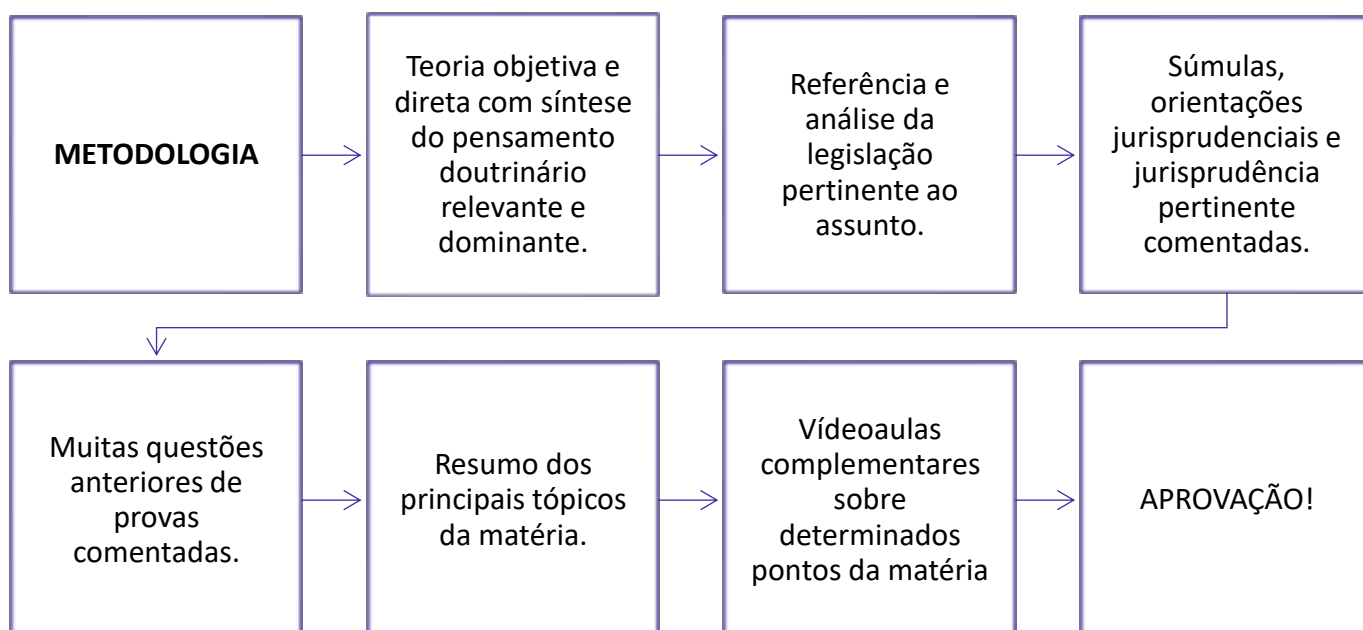 METODOLOGIA
Teoria objetiva e
direta com síntese
do pensamento
doutrinário
relevante e
dominante.
Referência e
análise da
legislação
pertinente ao
assunto.
Súmulas,
orientações
jurisprudenciais e
jurisprudência
pertinente
comentadas.
Muitas questões
anteriores de
provas
comentadas.
Resumo dos
principais tópicos
da matéria.
Vídeoaulas
complementares
sobre
determinados
pontos da matéria
APROVAÇÃO!